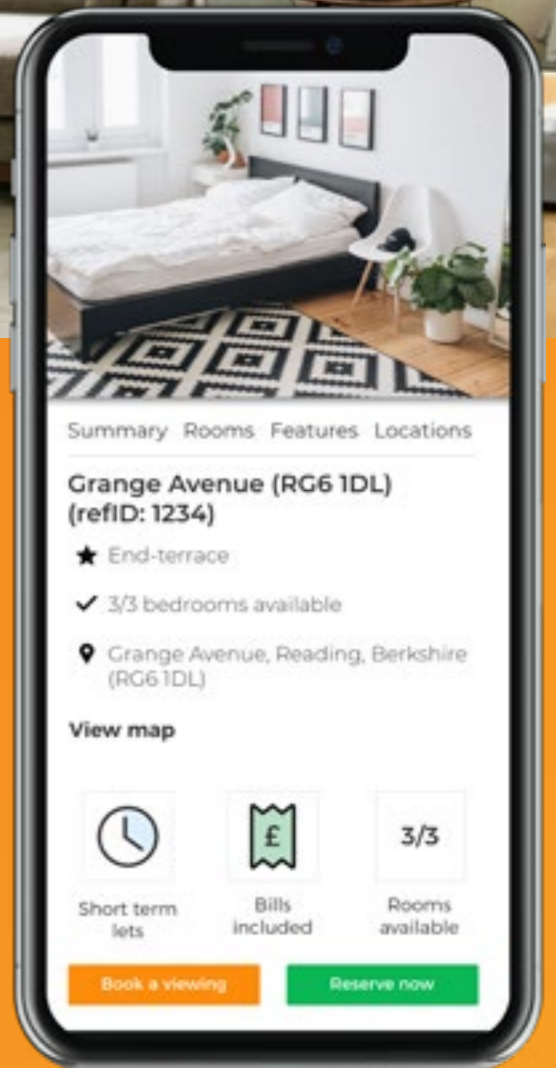 Summary Rooms Features Locations
Grange Avenue (RG6 1DL)
(refID: 1234)
End-terrace
3/3 bedrooms available
Grange Avenue, Reading, Berkshire
(RG6 1DL)
View map
£
3/3
Short term
lets
Bills
included
Rooms
available
Book a viewing
Reserve now